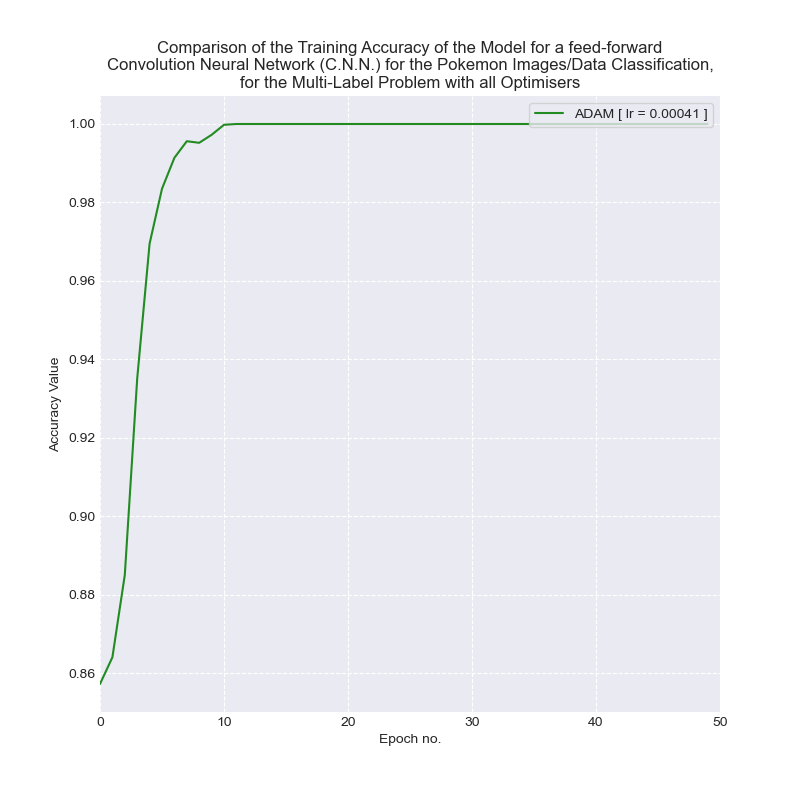 Comparison of the Training Accuracy of the Model for a feed-forward
Convolution Neural Network (C.N.N.) for the Pokemon Images/Data Classification,
for the Multi-Label Problem with all Optimisers
ADAM [ lr = 0.00041 ]
1.00
0.98
0.96
0.94
0.92
0.90
0.88
0.86
Accuracy Value
0 10 20 30 40 50
Epoch no.